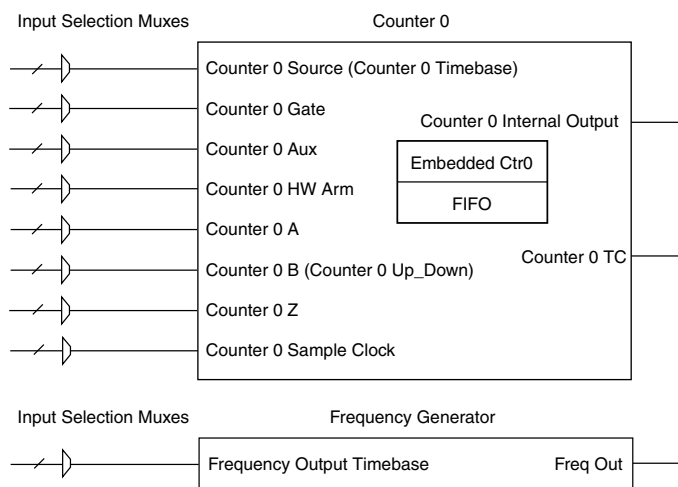 Input Selection Muxes
Counter 0
Counter 0 Source (Counter 0 Timebase)
Counter 0 Gate
Counter 0 Aux
Counter 0 HW Arm
Counter 0 A
Counter 0 B (Counter 0 Up_Down)
Counter 0 Z
Counter 0 Sample Clock
Counter 0 Internal Output
Embedded Ctr0
FIFO
Counter 0 TC
Input Selection Muxes
Frequency Generator
Frequency Output Timebase
Freq Out